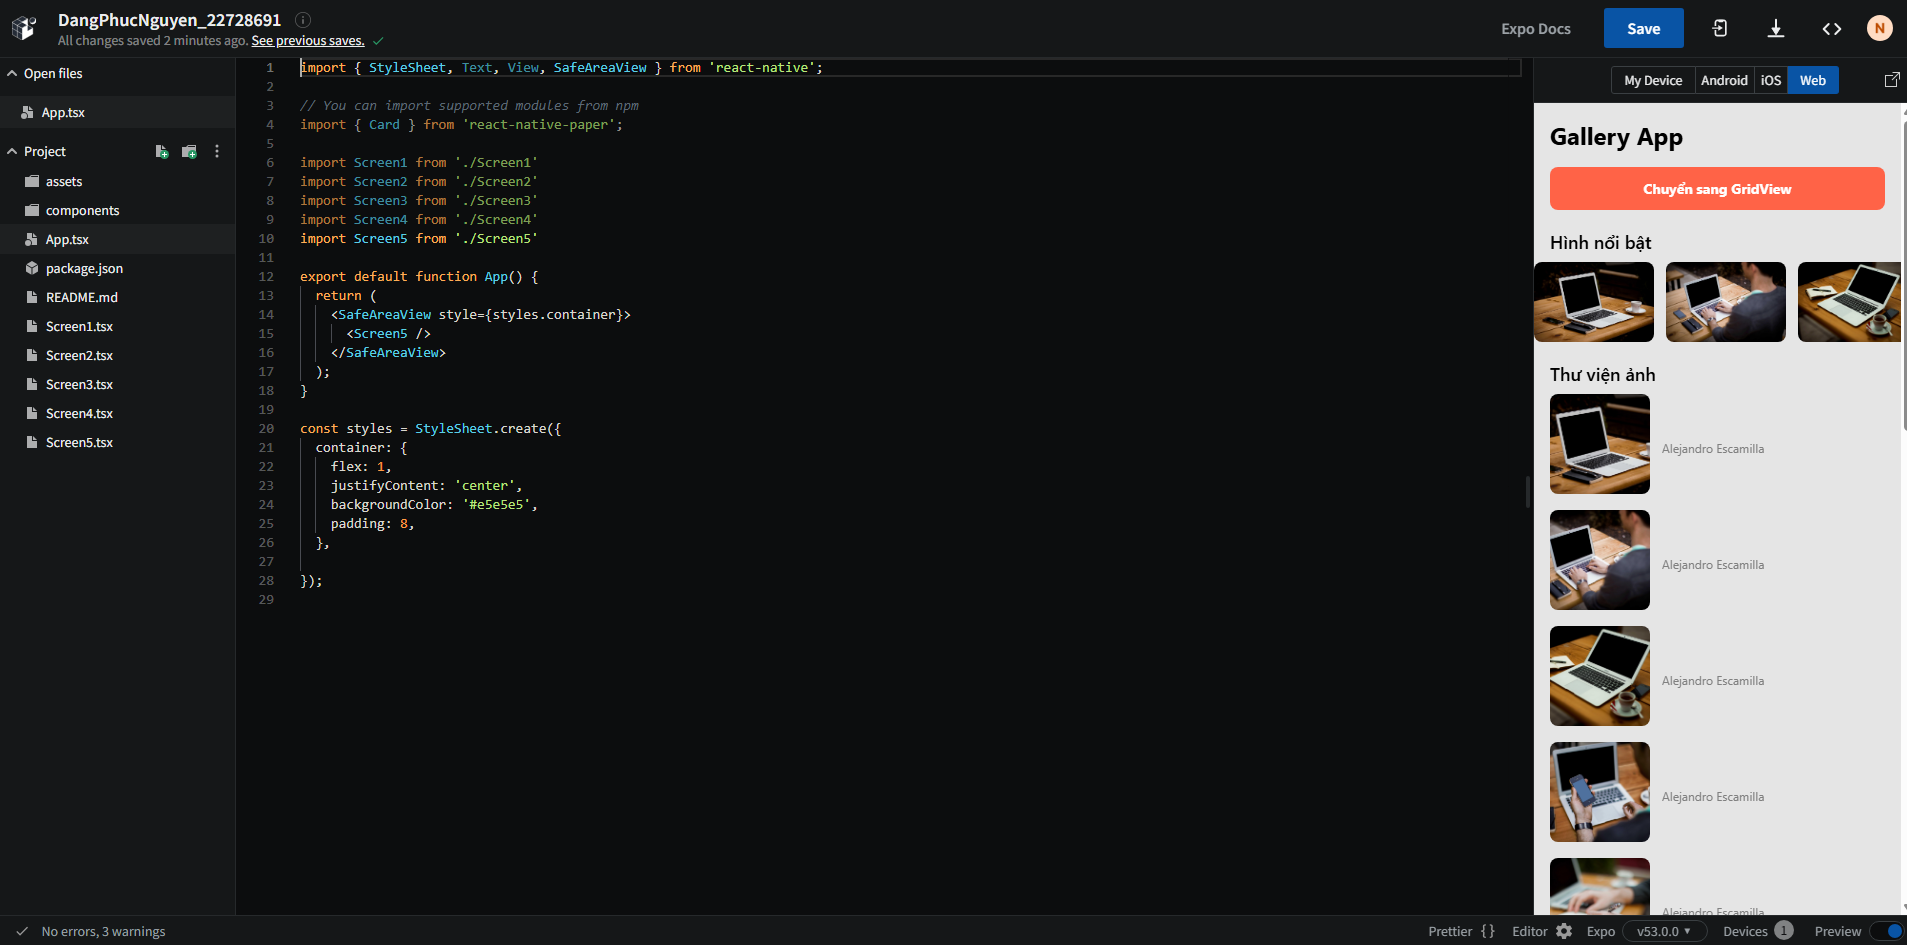 DangPhucNguyen_22728691
All changes saved 2 minutes ago. See previous saves.
Expo Docs
Save
N
Open files
App.tsx
Project
assets
components
App.tsx
package.json
README.md
Screen1.tsx
Screen2.tsx
Screen3.tsx
Screen4.tsx
Screen5.tsx
1 import { StyleSheet, Text, View, SafeAreaView } from 'react-native';
2
3 // You can import supported modules from npm
4 import { Card } from 'react-native-paper';
5
6 import Screen1 from './Screen1'
7 import Screen2 from './Screen2'
8 import Screen3 from './Screen3'
9 import Screen4 from './Screen4'
10 import Screen5 from './Screen5'
11
12 export default function App() {
13 return (
14 <SafeAreaView style={styles.container}>
15 <Screen5 />
16 </SafeAreaView>
17 );
18 }
19
20 const styles = StyleSheet.create({
21 container: {
22 flex: 1,
23 justifyContent: 'center',
24 backgroundColor: '#e5e5e5',
25 padding: 8,
26 },
27
28 });
29
My Device Android iOS Web
Gallery App
Chuyển sang GridView
Hình nổi bật
Thư viện ảnh
Alejandro Escamilla
Alejandro Escamilla
Alejandro Escamilla
Alejandro Escamilla
Alejandro Escamilla
No errors, 3 warnings
Prettier {} Editor Expo v53.0.0 Devices 1 Preview